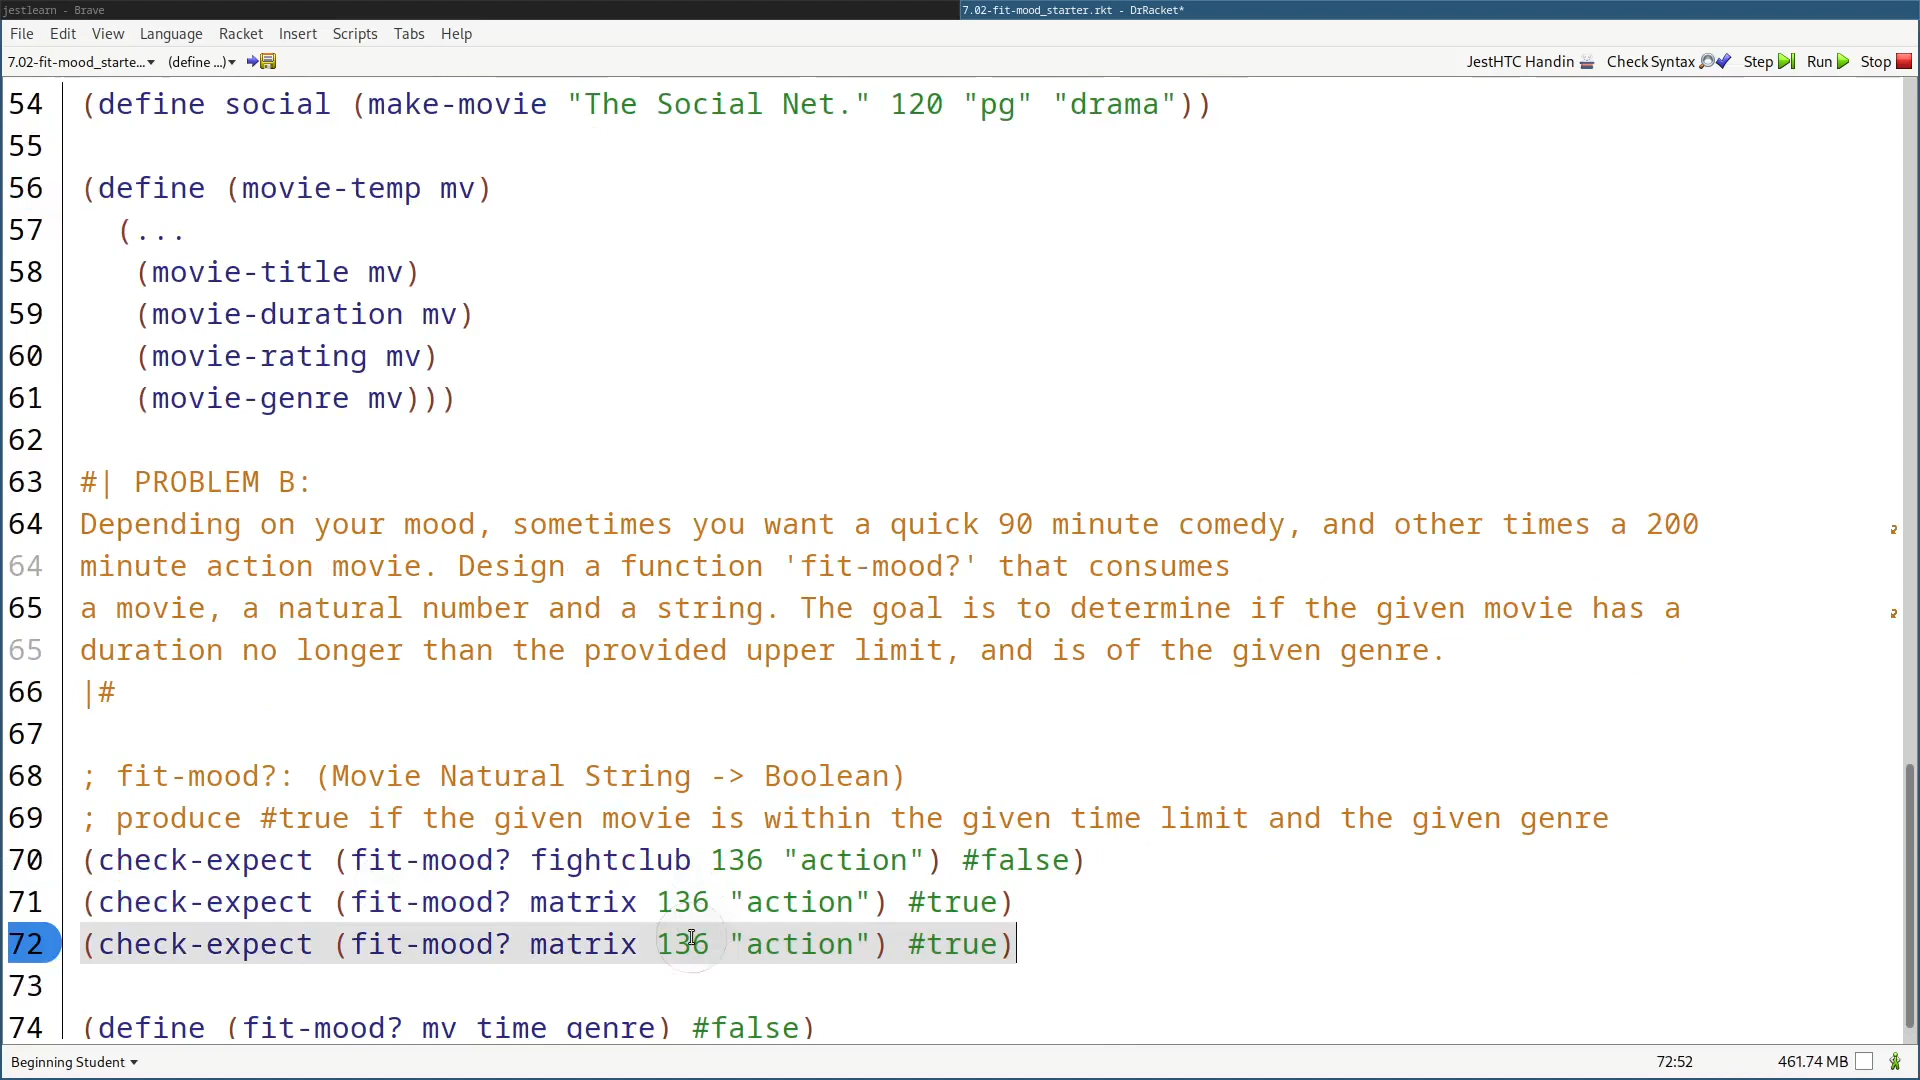 jestlearn - Brave
7.02-fit-mood_starter.rkt - DrRacket*
File Edit View Language Racket Insert Scripts Tabs Help
7.02-fit-mood_starte... (define ...) JestHTC Handin Check Syntax Step Run Stop
54 (define social (make-movie "The Social Net." 120 "pg" "drama"))
55
56 (define (movie-temp mv)
57 (...
58 (movie-title mv)
59 (movie-duration mv)
60 (movie-rating mv)
61 (movie-genre mv)))
62
63 #| PROBLEM B:
64 Depending on your mood, sometimes you want a quick 90 minute comedy, and other times a 200
64 minute action movie. Design a function 'fit-mood?' that consumes
65 a movie, a natural number and a string. The goal is to determine if the given movie has a
65 duration no longer than the provided upper limit, and is of the given genre.
66 |#
67
68 ; fit-mood?: (Movie Natural String -> Boolean)
69 ; produce #true if the given movie is within the given time limit and the given genre
70 (check-expect (fit-mood? fightclub 136 "action") #false)
71 (check-expect (fit-mood? matrix 136 "action") #true)
72 (check-expect (fit-mood? matrix 136 "action") #true)
73
74 (define (fit-mood? mv time genre) #false)
Beginning Student 72:52 461.74 MB